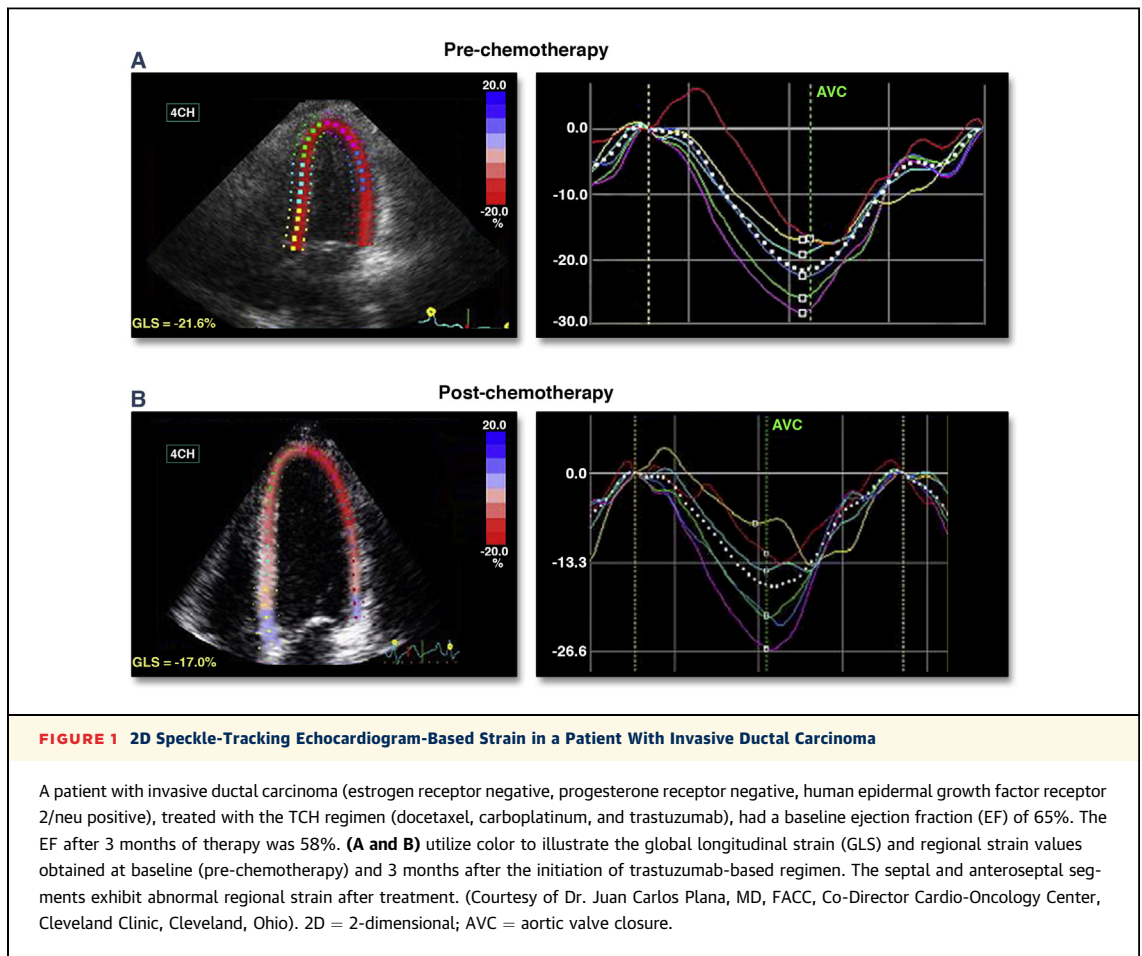 Pre-chemotherapy
A
4CH
20.0
-20.0
%
GLS = -21.6%
AVC
0.0
-10.0
-20.0
-30.0
Post-chemotherapy
B
4CH
20.0
-20.0
%
GLS = -17.0%
AVC
0.0
-13.3
-26.6
FIGURE 1 2D Speckle-Tracking Echocardiogram-Based Strain in a Patient With Invasive Ductal Carcinoma
A patient with invasive ductal carcinoma (estrogen receptor negative, progesterone receptor negative, human epidermal growth factor receptor
2/neu positive), treated with the TCH regimen (docetaxel, carboplatinum, and trastuzumab), had a baseline ejection fraction (EF) of 65%. The
EF after 3 months of therapy was 58%. (A and B) utilize color to illustrate the global longitudinal strain (GLS) and regional strain values
obtained at baseline (pre-chemotherapy) and 3 months after the initiation of trastuzumab-based regimen. The septal and anteroseptal seg-
ments exhibit abnormal regional strain after treatment. (Courtesy of Dr. Juan Carlos Plana, MD, FACC, Co-Director Cardio-Oncology Center,
Cleveland Clinic, Cleveland, Ohio). 2D = 2-dimensional; AVC = aortic valve closure.